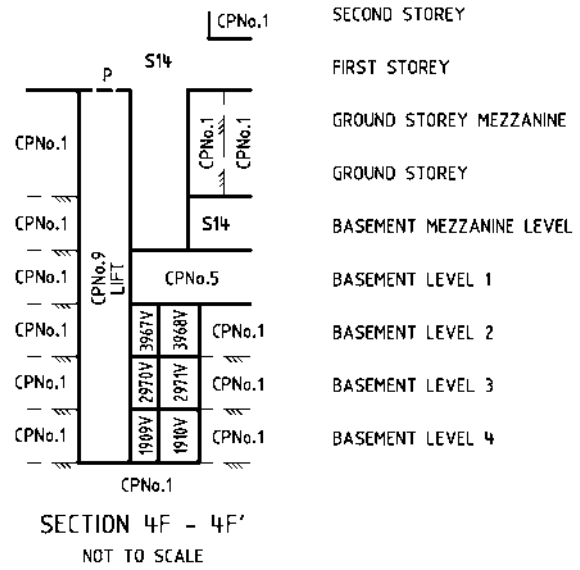 CPNo.1 SECOND STOREY
S14 FIRST STOREY
P
CPNo.1 CPNo.1 CPNo.1 GROUND STOREY MEZZANINE
GROUND STOREY
CPNo.1 S14 BASEMENT MEZZANINE LEVEL
CPNo.1 CPNo.9 LIFT CPNo.5 BASEMENT LEVEL 1
CPNo.1 3967V 3968V CPNo.1 BASEMENT LEVEL 2
CPNo.1 2970V 2971V CPNo.1 BASEMENT LEVEL 3
CPNo.1 1909V 1910V CPNo.1 BASEMENT LEVEL 4
CPNo.1
SECTION 4F - 4F'
NOT TO SCALE